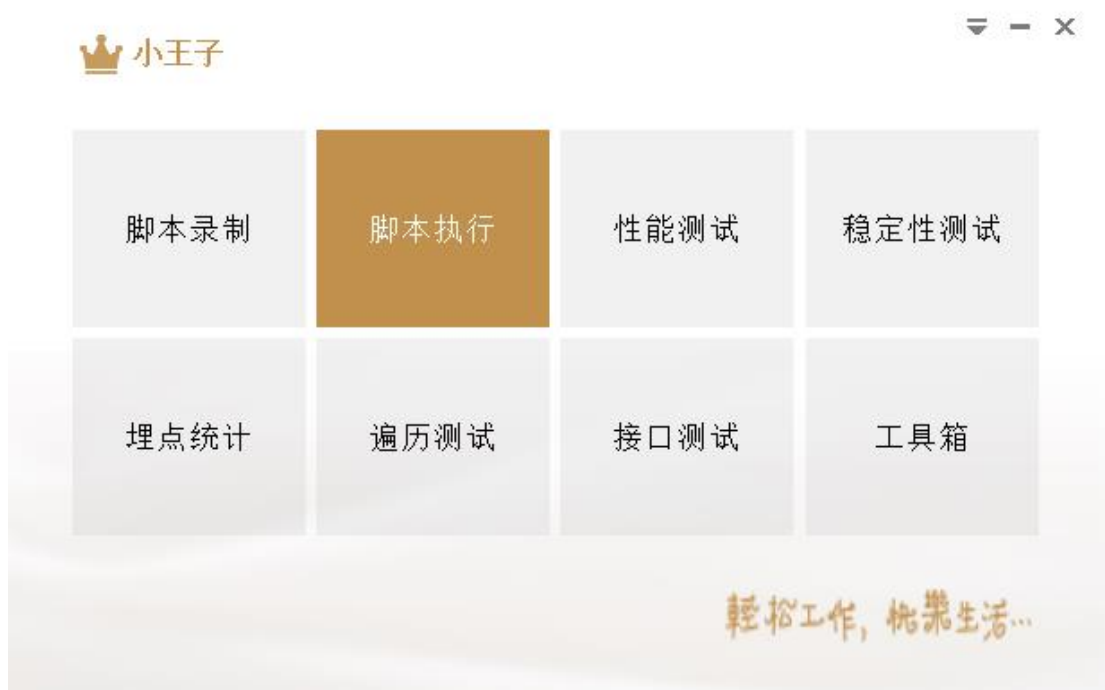 小王子
脚本录制 脚本执行 性能测试 稳定性测试
埋点统计 遍历测试 接口测试 工具箱
輕松工作, 快樂生活…